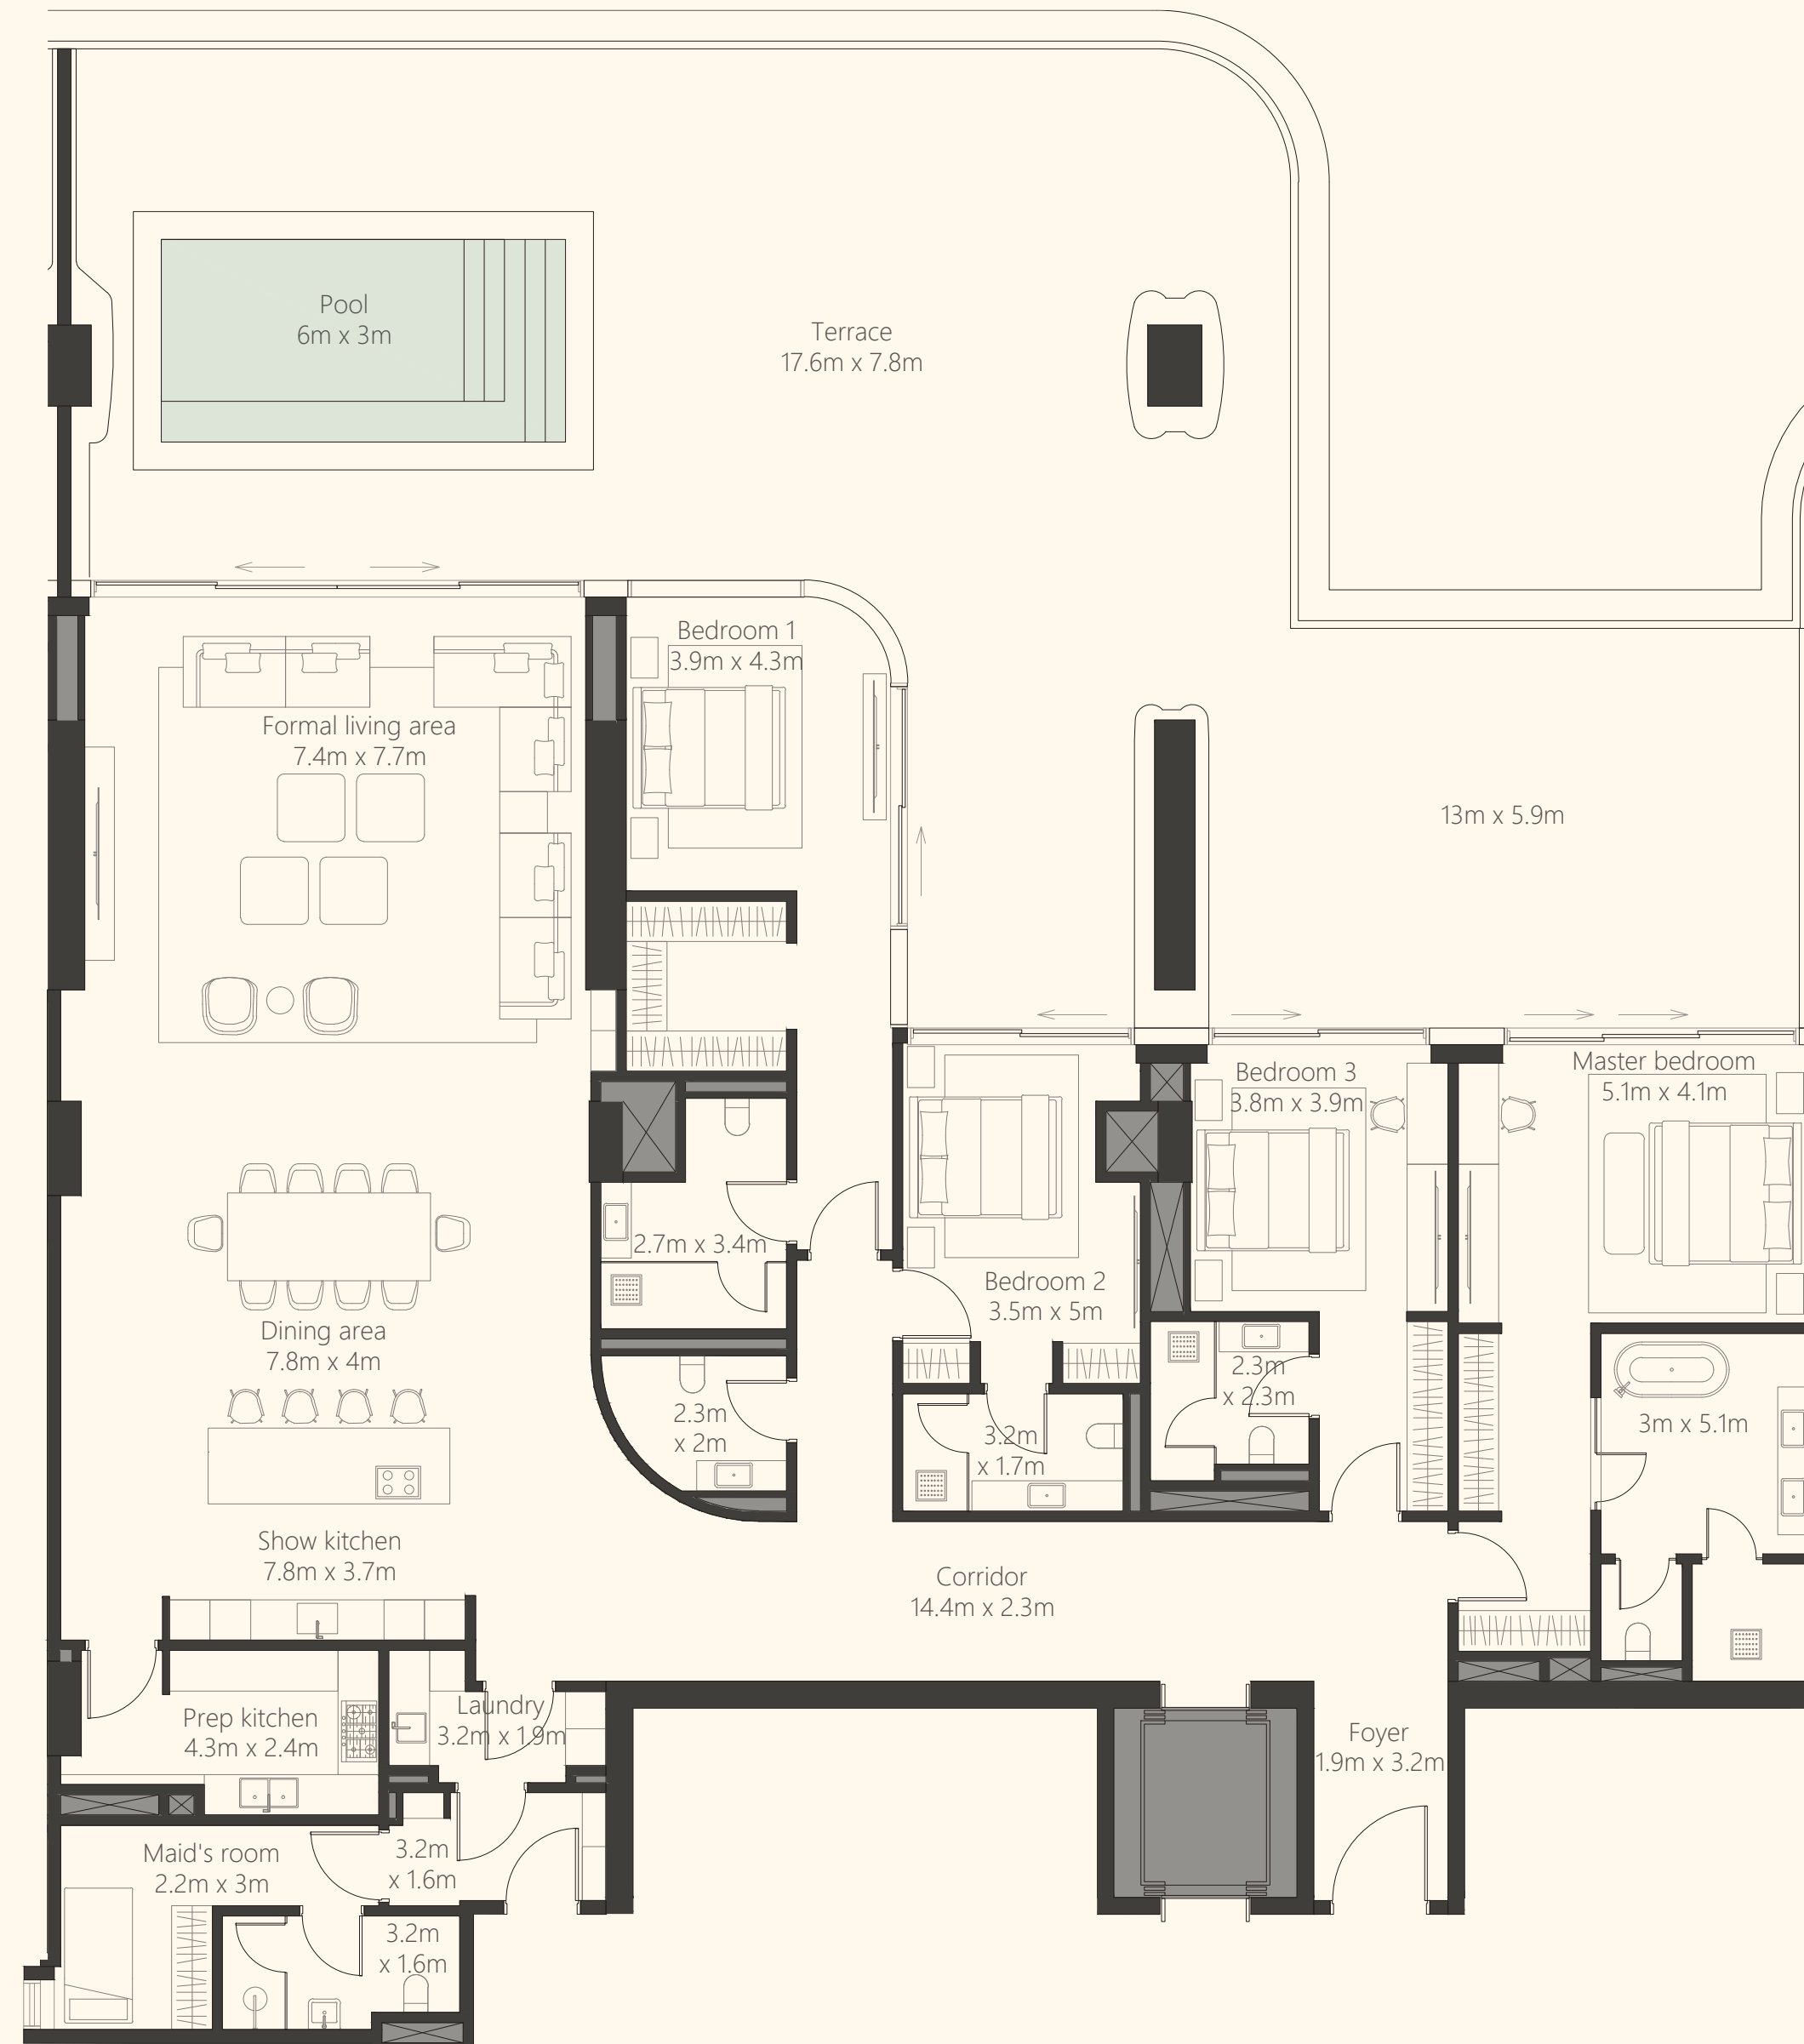 Pool
6m x 3m
Terrace
17.6m x 7.8m
Bedroom 1
3.9m x 4.3m
Formal living area
7.4m x 7.7m
13m x 5.9m
Bedroom 3
3.8m x 3.9m
Master bedroom
5.1m x 4.1m
2.7m x 3.4m
Bedroom 2
3.5m x 5m
Dining area
7.8m x 4m
2.3m
x 2.3m
2.3m
x 2m
3.2m
x 1.7m
3m x 5.1m
Show kitchen
7.8m x 3.7m
Corridor
14.4m x 2.3m
Prep kitchen
4.3m x 2.4m
Laundry
3.2m x 1.9m
Foyer
1.9m x 3.2m
Maid's room
2.2m x 3m
3.2m
x 1.6m
3.2m
x 1.6m